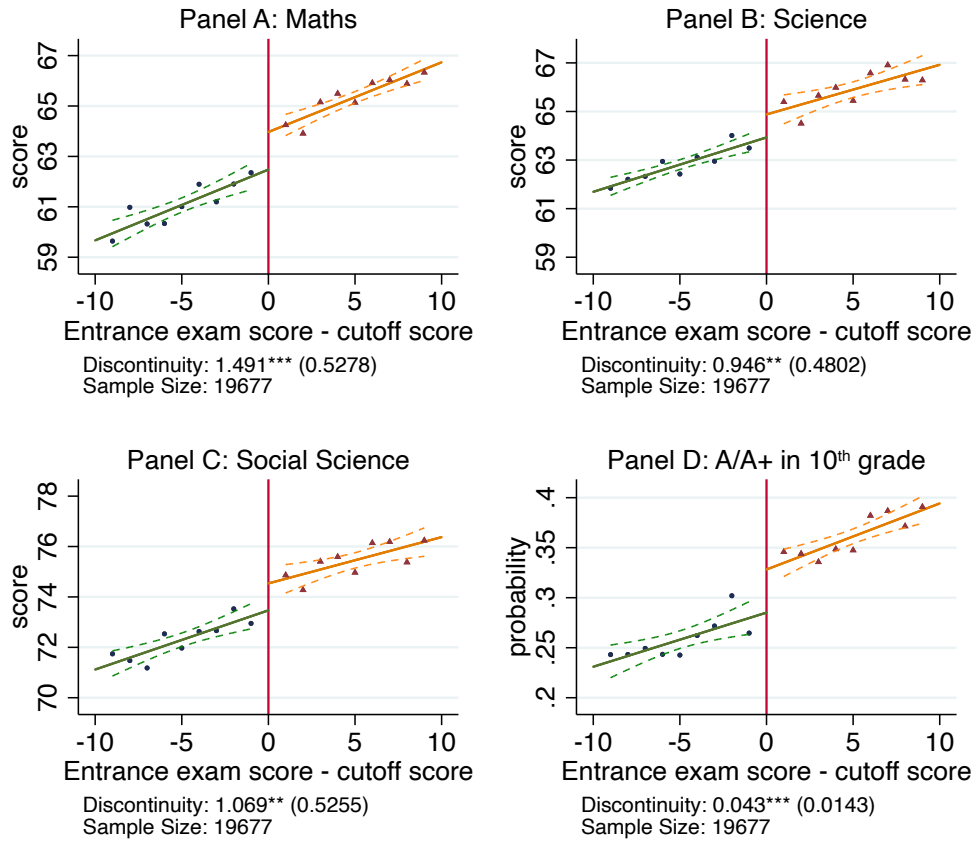 Panel A: Maths
score
67
65
63
61
59
-10 -5 0 5 10
Entrance exam score - cutoff score
Discontinuity: 1.491*** (0.5278)
Sample Size: 19677
Panel B: Science
score
67
65
63
61
59
-10 -5 0 5 10
Entrance exam score - cutoff score
Discontinuity: 0.946** (0.4802)
Sample Size: 19677
Panel C: Social Science
score
78
76
74
72
70
-10 -5 0 5 10
Entrance exam score - cutoff score
Discontinuity: 1.069** (0.5255)
Sample Size: 19677
Panel D: A/A+ in 10th grade
probability
.4
.35
.3
.25
.2
-10 -5 0 5 10
Entrance exam score - cutoff score
Discontinuity: 0.043*** (0.0143)
Sample Size: 19677